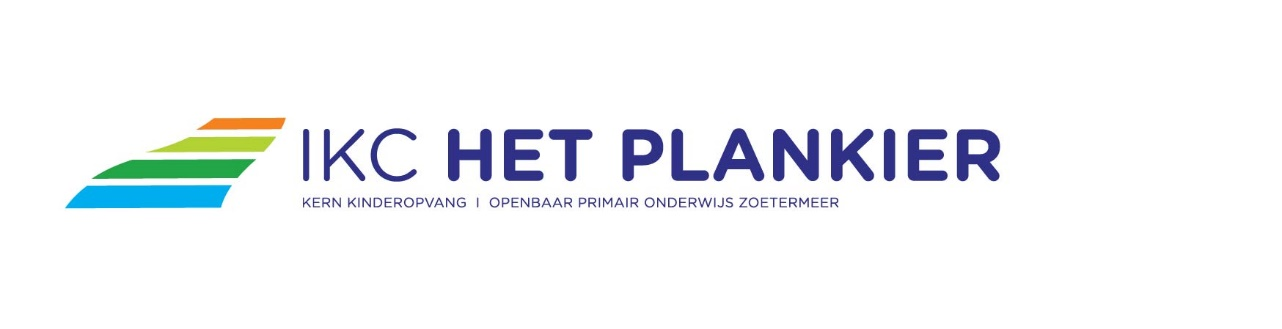 IKC HET PLANKIER
KERN KINDEROPVANG | OPENBAAR PRIMAIR ONDERWIJS ZOETERMEER